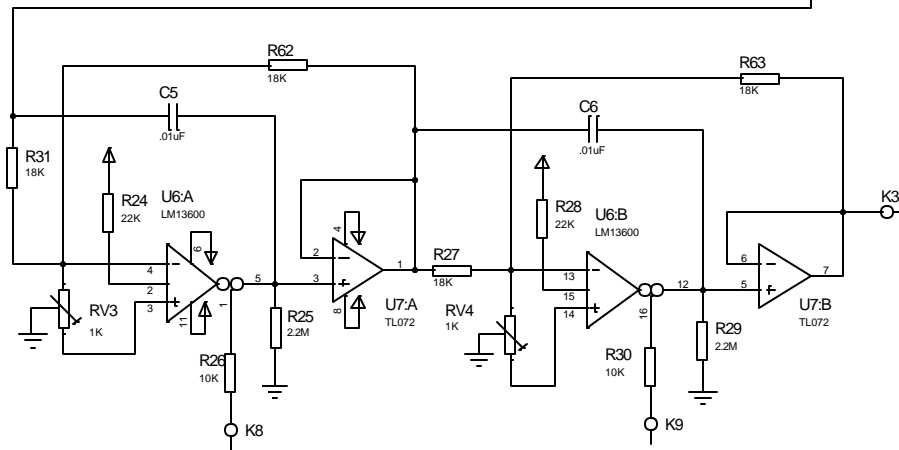 R62
18K
R63
18K
C5
.01uF
C6
.01uF
R31
18K
R24
22K
U6:A
LM13600
6
4
2
3
11
1
5
RV3
1K
R26
10K
K8
R25
2.2M
4
2
3
8
1
U7:A
TL072
R27
18K
RV4
1K
R28
22K
U6:B
LM13600
13
15
14
16
12
R30
10K
K9
R29
2.2M
6
5
7
U7:B
TL072
K3